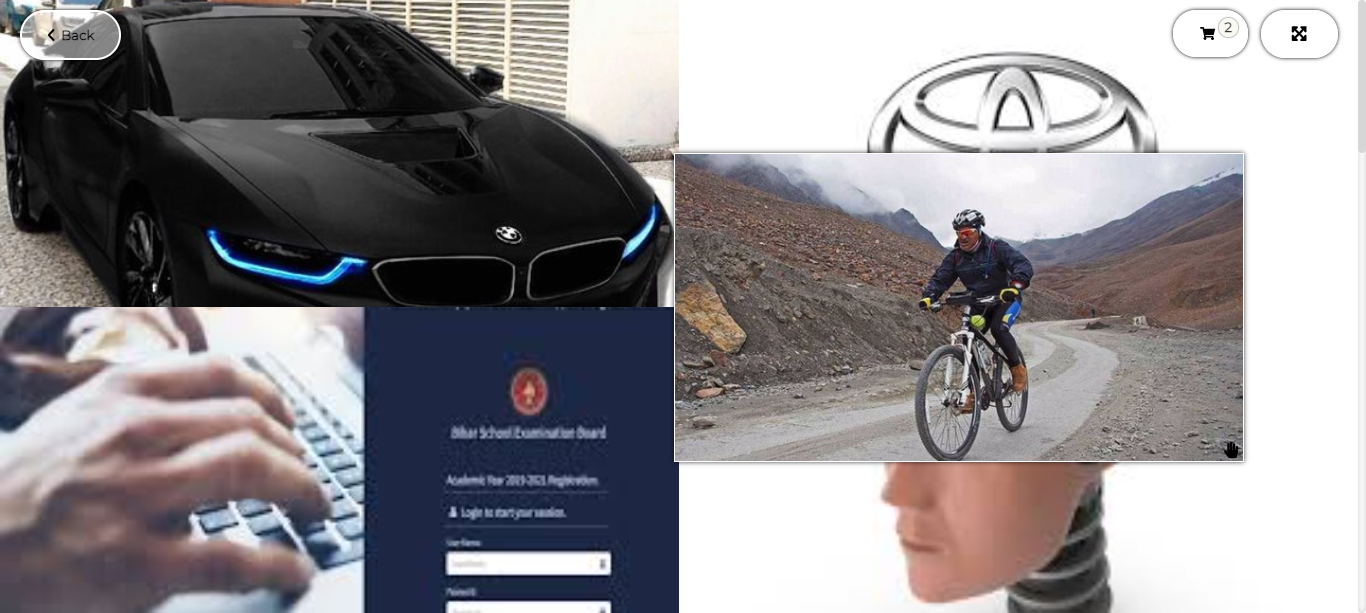 Back
2
Bihar School Examination Board
Academic Year 2019-2021 Registration.
Login to start your session.
User Name
Password